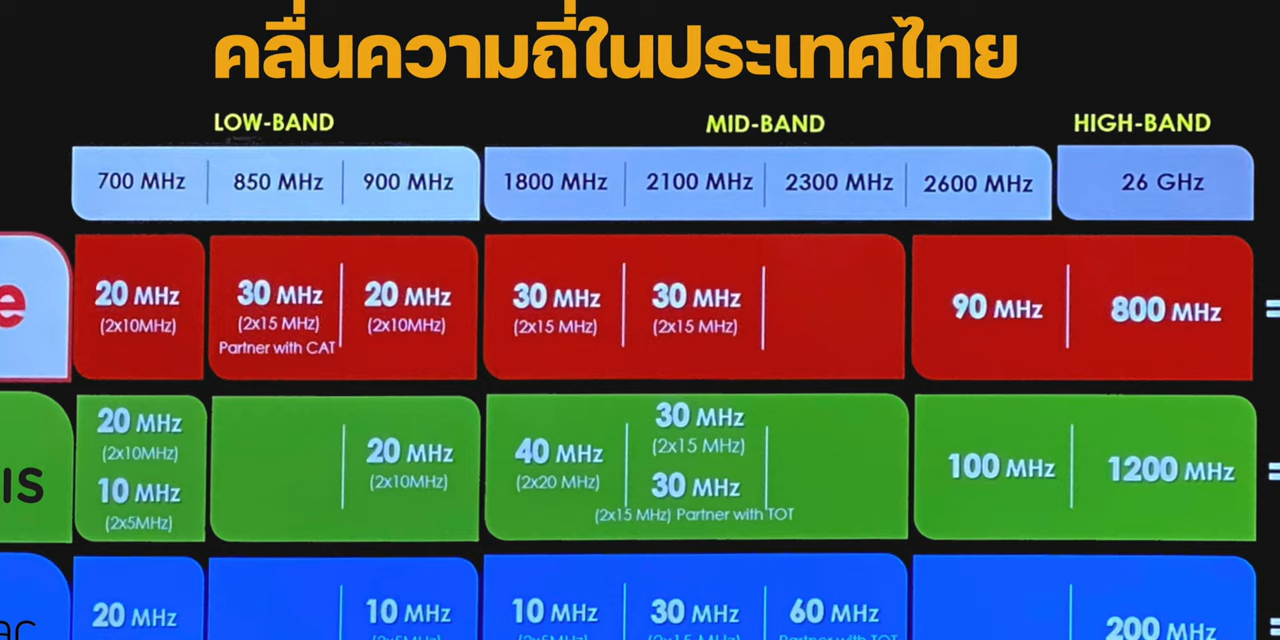 คลื่นความถี่ในประเทศไทย
LOW-BAND MID-BAND HIGH-BAND
700 MHz 850 MHz 900 MHz 1800 MHz 2100 MHz 2300 MHz 2600 MHz 26 GHz
e
20 MHz 30 MHz 20 MHz 30 MHz 30 MHz 90 MHz 800 MHz =
(2x10MHz) (2x15 MHz) (2x10MHz) (2x15 MHz) (2x15 MHz)
Partner with CAT
IS
20 MHz 30 MHz
(2x10MHz) 20 MHz 40 MHz (2x15 MHz) 100 MHz 1200 MHz =
10 MHz (2x10MHz) (2x20 MHz) 30 MHz
(2x5MHz) (2x15 MHz) Partner with TOT
ac
20 MHz 10 MHz 10 MHz 30 MHz 60 MHz 200 MHz